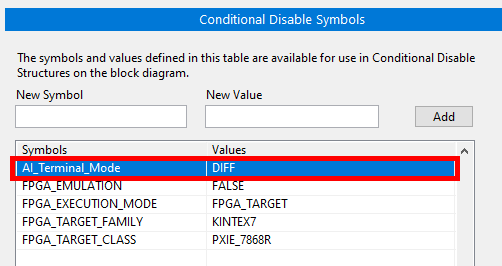 Conditional Disable Symbols
The symbols and values defined in this table are available for use in Conditional Disable
Structures on the block diagram.
New Symbol New Value
Add
Symbols Values
AI_Terminal_Mode DIFF
FPGA_EMULATION FALSE
FPGA_EXECUTION_MODE FPGA_TARGET
FPGA_TARGET_FAMILY KINTEX7
FPGA_TARGET_CLASS PXIE_7868R